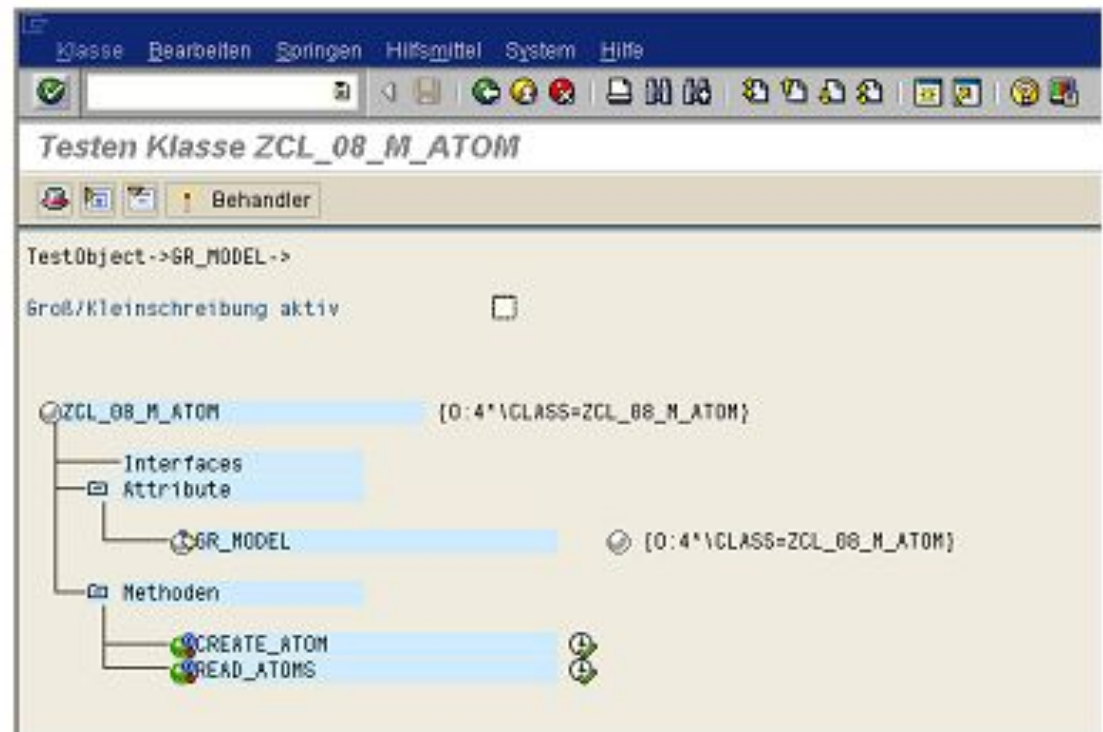 Klasse Bearbeiten Springen Hilfsmittel System Hilfe
Testen Klasse ZCL_08_M_ATOM
Behandler
TestObject->GR_MODEL->
Groß/Kleinschreibung aktiv
ZCL_08_M_ATOM {O:4*\CLASS=ZCL_08_M_ATOM}
Interfaces
Attribute
GR_MODEL {O:4*\CLASS=ZCL_08_M_ATOM}
Methoden
CREATE_ATOM
READ_ATOMS